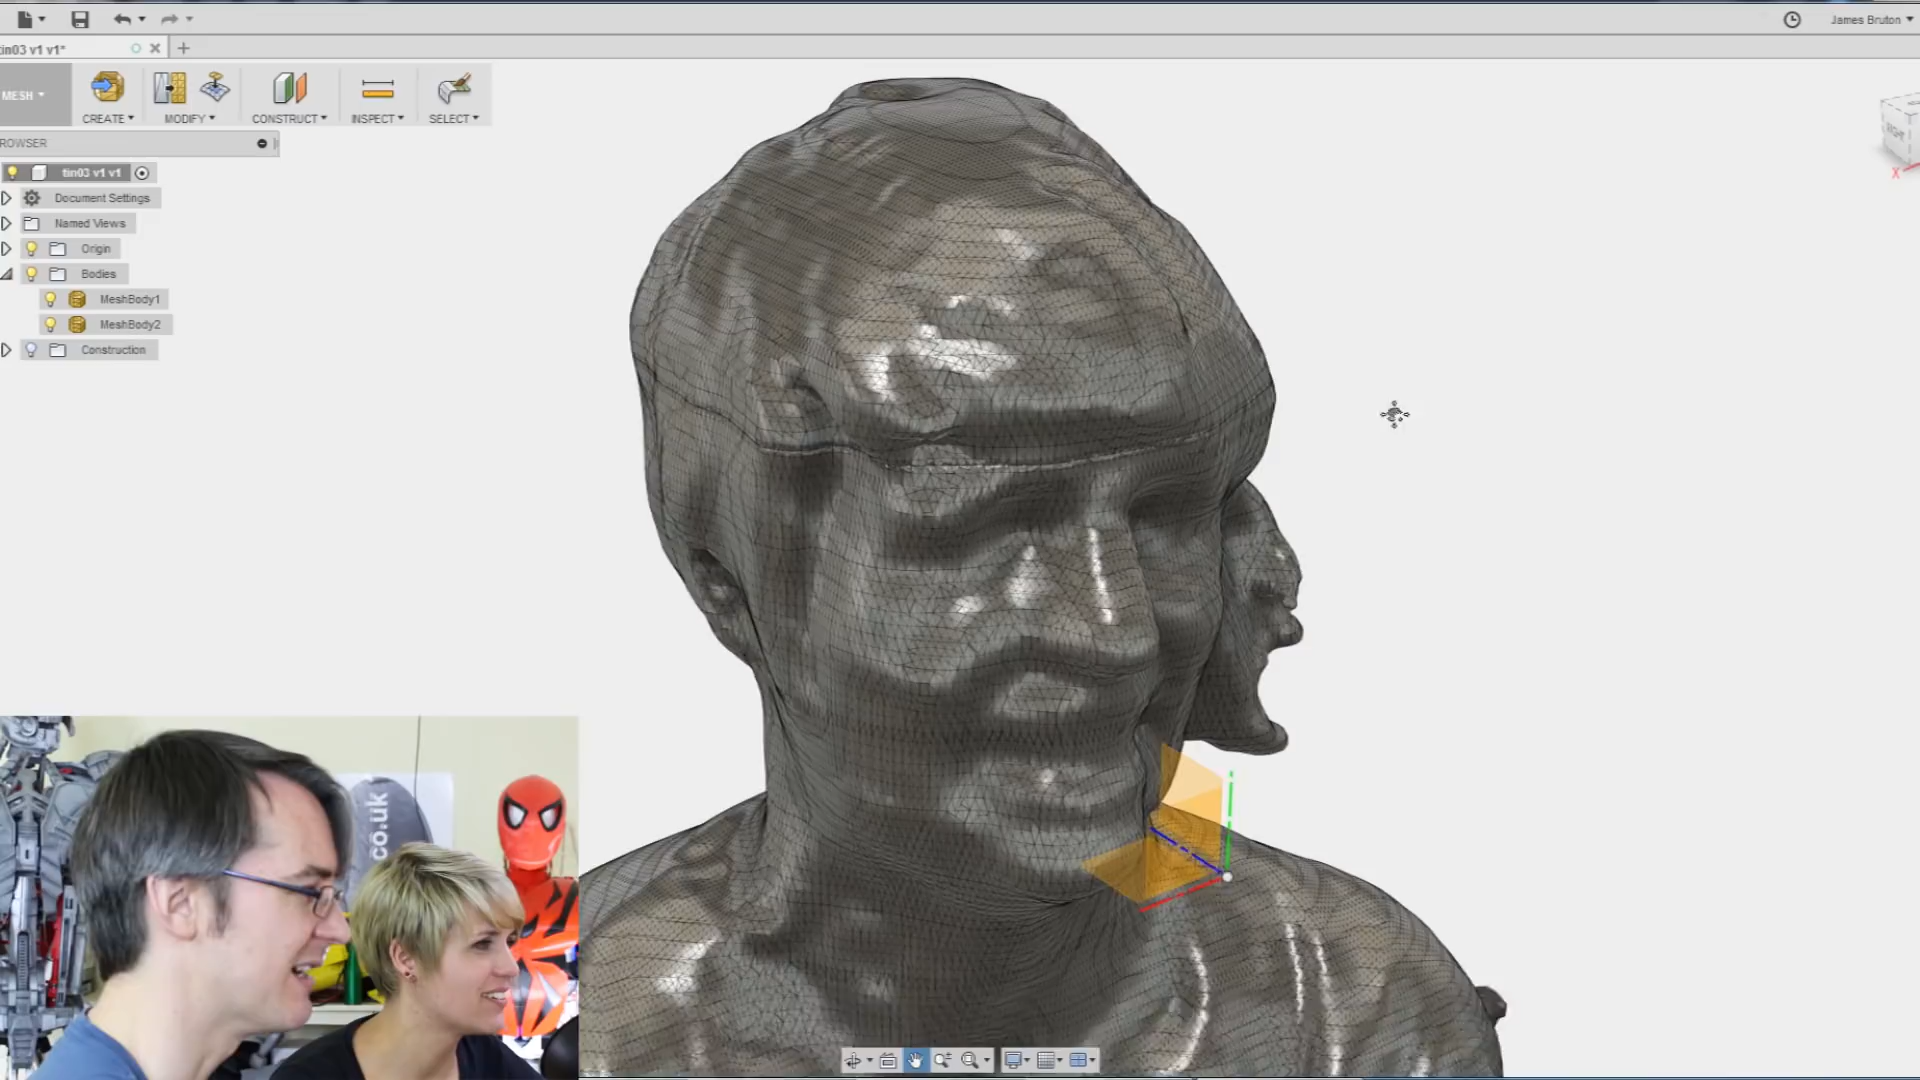 James Bruton
tin03 v1 v1*
MESH
CREATE
MODIFY
CONSTRUCT
INSPECT
SELECT
ROWSER
tin03 v1 v1
Document Settings
Named Views
Origin
Bodies
MeshBody1
MeshBody2
Construction
RIGHT
X
co.uk